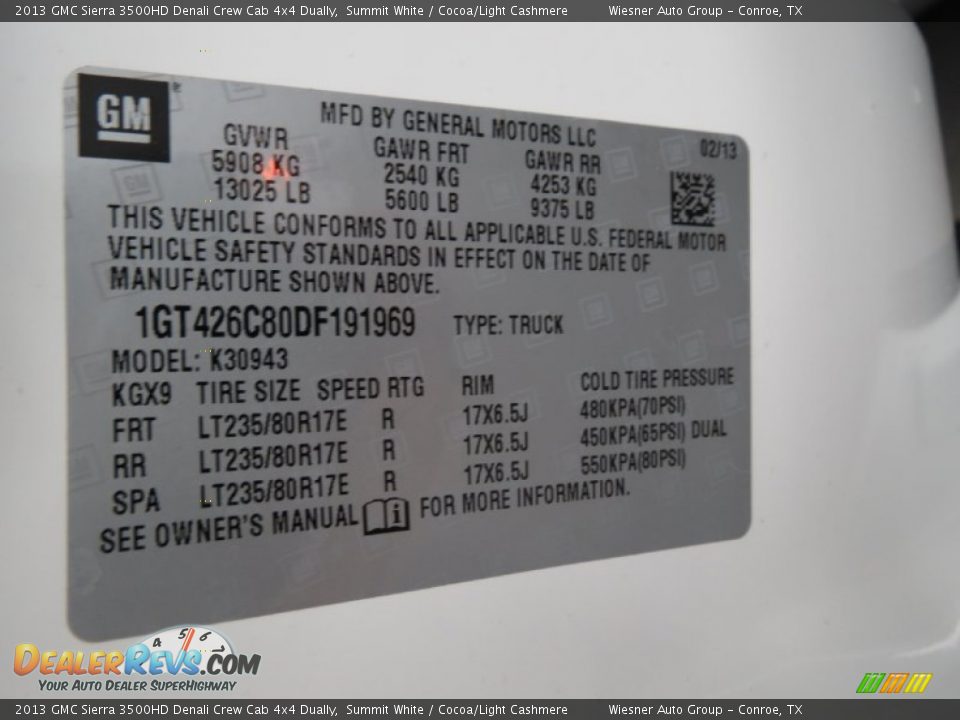 2013 GMC Sierra 3500HD Denali Crew Cab 4x4 Dually, Summit White / Cocoa/Light Cashmere Wiesner Auto Group - Conroe, TX
GM
MFD BY GENERAL MOTORS LLC
GVWR GAWR FRT GAWR RR 02/13
5908 KG 2540 KG 4253 KG
13025 LB 5600 LB 9375 LB
THIS VEHICLE CONFORMS TO ALL APPLICABLE U.S. FEDERAL MOTOR
VEHICLE SAFETY STANDARDS IN EFFECT ON THE DATE OF
MANUFACTURE SHOWN ABOVE.
1GT426C80DF191969 TYPE: TRUCK
MODEL: K30943
KGX9 TIRE SIZE SPEED RTG RIM COLD TIRE PRESSURE
FRT LT235/80R17E R 17X6.5J 480KPA(70PSI)
RR LT235/80R17E R 17X6.5J 450KPA(65PSI) DUAL
SPA LT235/80R17E R 17X6.5J 550KPA(80PSI)
SEE OWNER'S MANUAL i FOR MORE INFORMATION.
4 5 6
DealerRevs.com
Your Auto Dealer SuperHighway
2013 GMC Sierra 3500HD Denali Crew Cab 4x4 Dually, Summit White / Cocoa/Light Cashmere Wiesner Auto Group - Conroe, TX